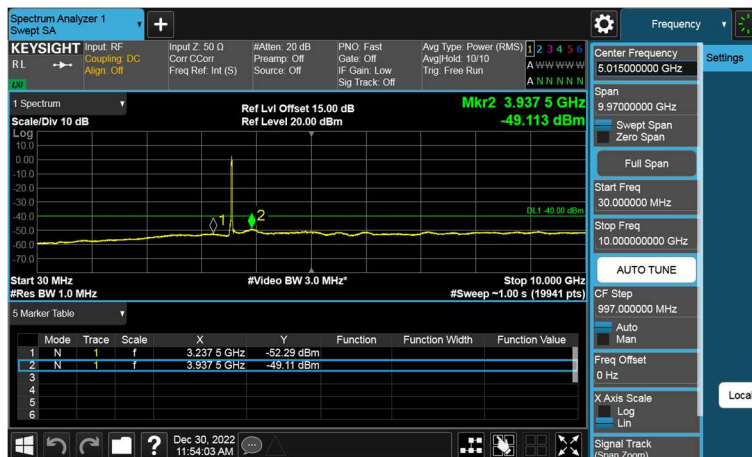 Spectrum Analyzer 1
Swept SA
Frequency
KEYSIGHT
RL
LXI
Input: RF
Coupling: DC
Align: Off
Input Z: 50 Ω
Corr CCorr
Freq Ref: Int (S)
#Atten: 20 dB
Preamp: Off
Source: Off
PNO: Fast
Gate: Off
IF Gain: Low
Sig Track: Off
Avg Type: Power (RMS)
Avg|Hold: 10/10
Trig: Free Run
1 2 3 4 5 6
A W W W W W
A N N N N N
1 Spectrum
Scale/Div 10 dB
Ref Lvl Offset 15.00 dB
Ref Level 20.00 dBm
Mkr2 3.937 5 GHz
-49.113 dBm
Log
10.0
0.00
-10.0
-20.0
-30.0
-40.0
-50.0
-60.0
-70.0
1
2
DL1 -40.00 dBm
Start 30 MHz
#Res BW 1.0 MHz
#Video BW 3.0 MHz*
Stop 10.000 GHz
#Sweep ~1.00 s (19941 pts)
5 Marker Table
Mode Trace Scale X Y Function Function Width Function Value
1 N 1 f 3.237 5 GHz -52.29 dBm
2 N 1 f 3.937 5 GHz -49.11 dBm
3
4
5
6
Dec 30, 2022
11:54:03 AM
Center Frequency
5.015000000 GHz
Settings
Span
9.97000000 GHz
Swept Span
Zero Span
Full Span
Start Freq
30.000000 MHz
Stop Freq
10.000000000 GHz
AUTO TUNE
CF Step
997.000000 MHz
Auto
Man
Freq Offset
0 Hz
X Axis Scale
Log
Lin
Local
Signal Track
(Span Zoom)